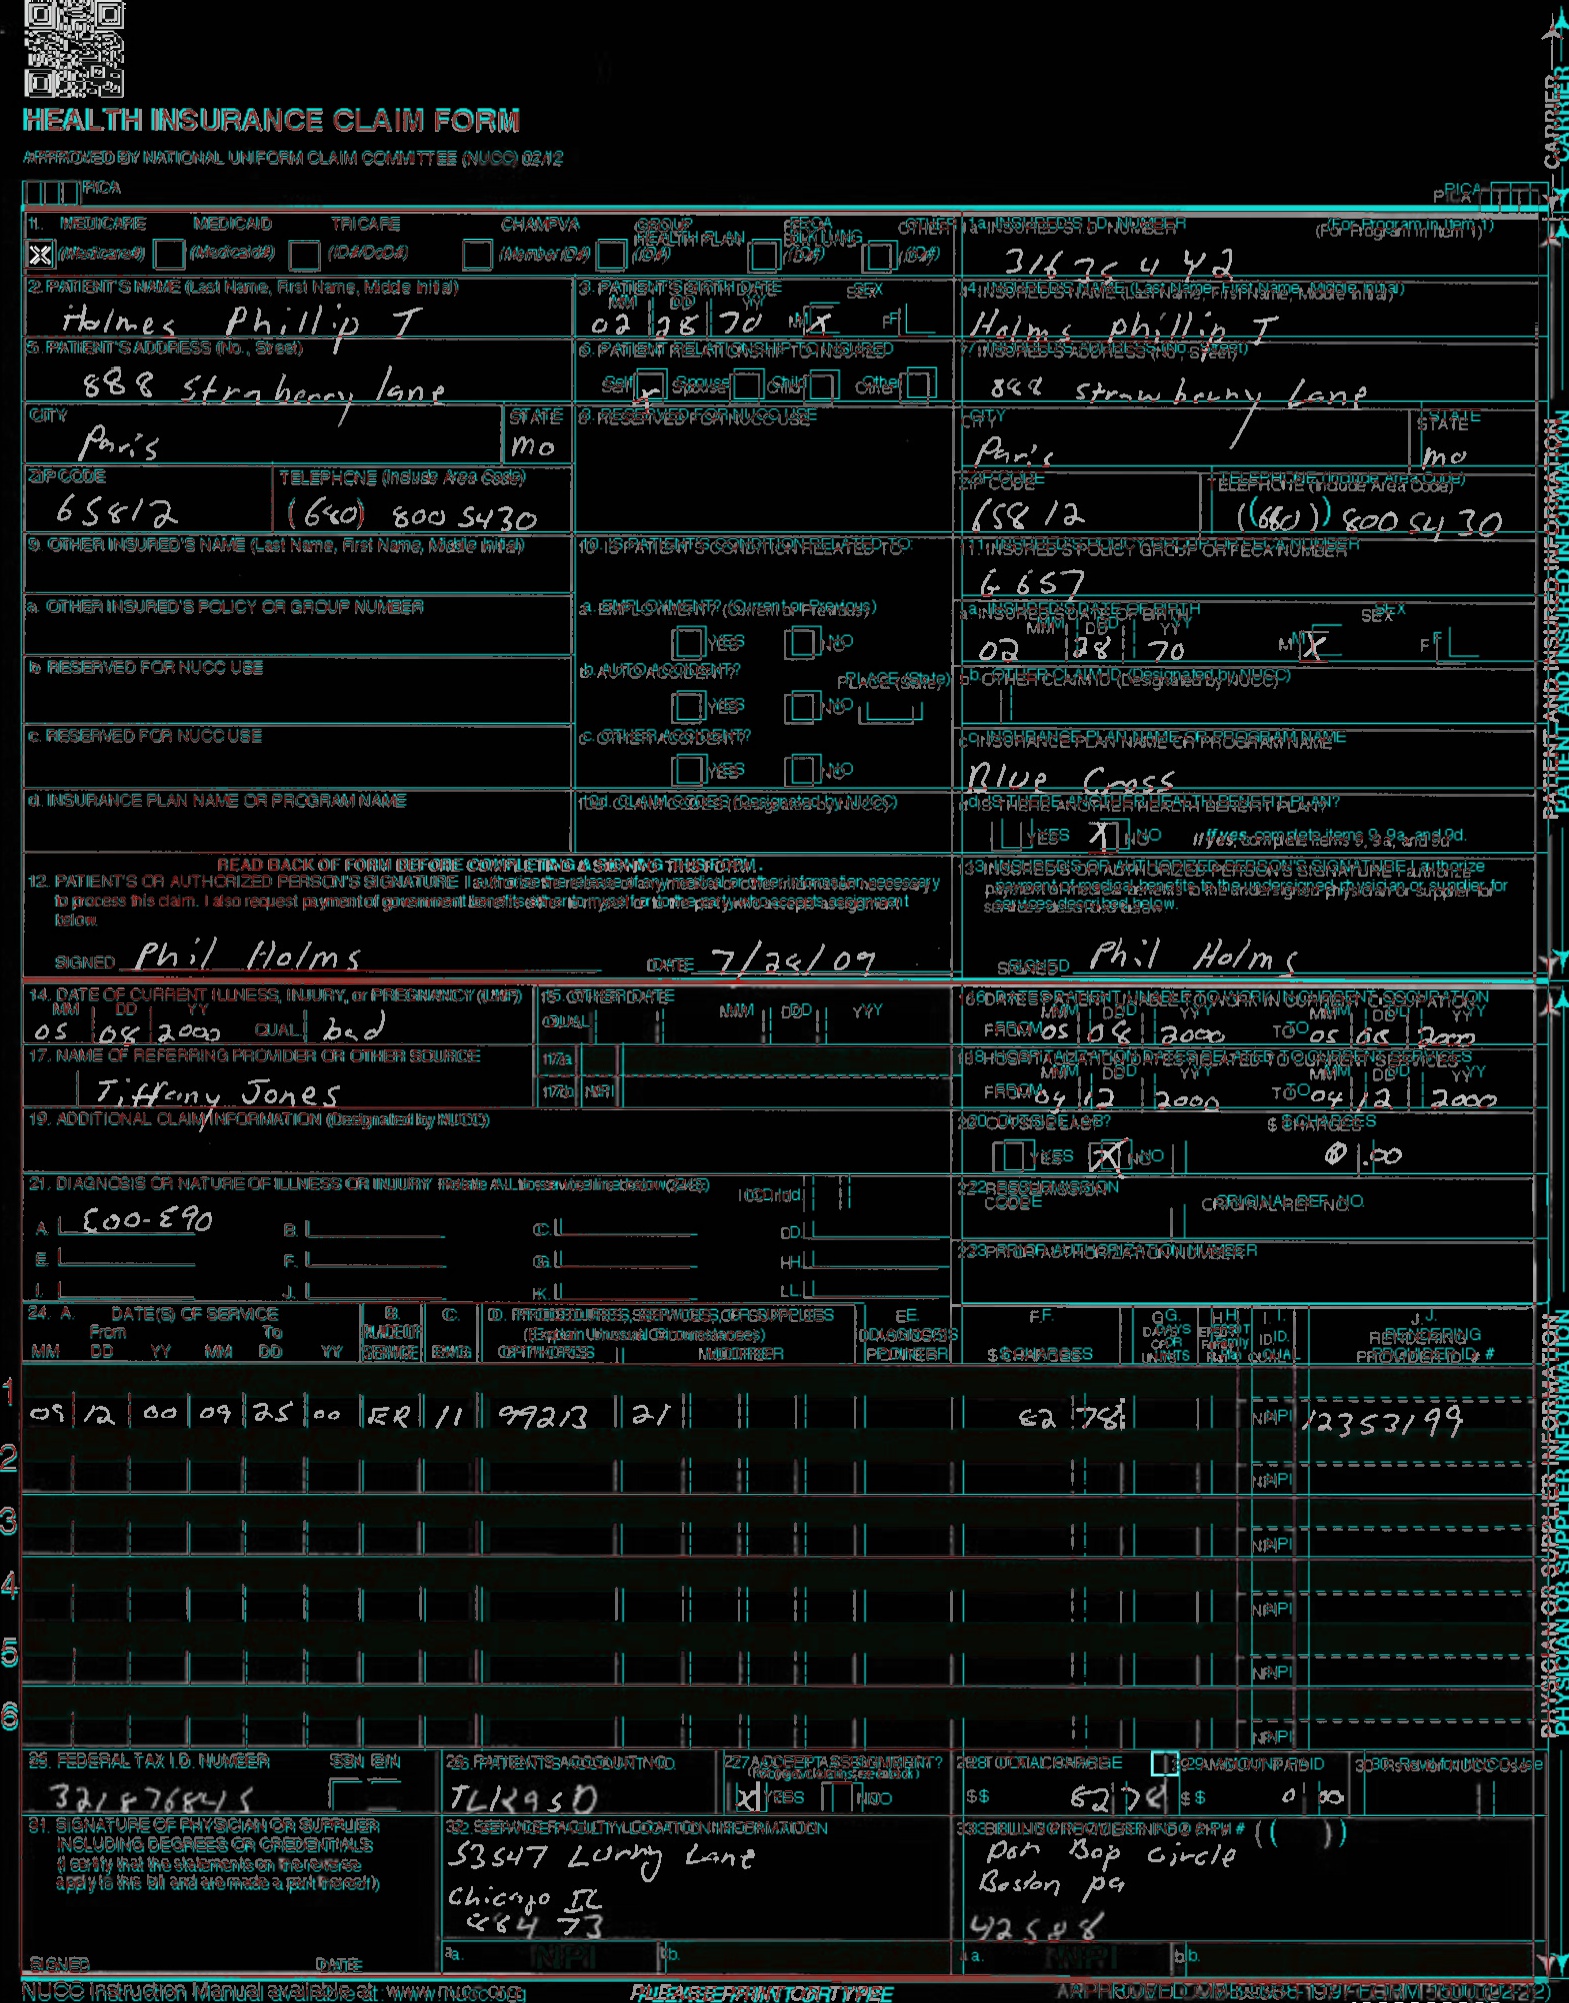 HEALTH INSURANCE CLAIM FORM
APPROVED BY NATIONAL UNIFORM CLAIM COMMITTEE (NUCC) 02/12
PICA PICA
CARRIER
1. MEDICARE MEDICAID TRICARE CHAMPVA GROUP HEALTH PLAN FECA BLK LUNG OTHER
(Medicare#) (Medicaid#) (ID#/DoD#) (Member ID#) (ID#) (ID#) (ID#)
1a. INSURED'S I.D. NUMBER (For Program in Item 1)
2. PATIENT'S NAME (Last Name, First Name, Middle Initial)
Holmes Phillip T
3. PATIENT'S BIRTH DATE SEX
MM DD YY
02 28 70 M X F
4. INSURED'S NAME (Last Name, First Name, Middle Initial)
Holms phillip T
5. PATIENT'S ADDRESS (No., Street)
888 Strabenny lane
6. PATIENT RELATIONSHIP TO INSURED
Self X Spouse Child Other
7. INSURED'S ADDRESS (No., Street)
888 strawbenny Lane
CITY STATE
Paris mo
8. RESERVED FOR NUCC USE
CITY STATE
Paris mo
ZIP CODE TELEPHONE (Include Area Code)
65812 (660) 800 5430
ZIP CODE TELEPHONE (Include Area Code)
65812 (660) 800 5430
9. OTHER INSURED'S NAME (Last Name, First Name, Middle Initial)
10. IS PATIENT'S CONDITION RELATED TO:
11. INSURED'S POLICY GROUP OR FECA NUMBER
G 657
a. OTHER INSURED'S POLICY OR GROUP NUMBER
a. EMPLOYMENT? (Current or Previous)
YES NO
a. INSURED'S DATE OF BIRTH SEX
MM DD YY
02 28 70 M X F
b. RESERVED FOR NUCC USE
b. AUTO ACCIDENT? PLACE (State)
YES NO
b. OTHER CLAIM ID (Designated by NUCC)
c. RESERVED FOR NUCC USE
c. OTHER ACCIDENT?
YES NO
c. INSURANCE PLAN NAME OR PROGRAM NAME
Blue Cross
d. INSURANCE PLAN NAME OR PROGRAM NAME
10d. CLAIM CODES (Designated by NUCC)
d. IS THERE ANOTHER HEALTH BENEFIT PLAN?
YES X NO If yes, complete items 9, 9a, and 9d.
READ BACK OF FORM BEFORE COMPLETING & SIGNING THIS FORM.
12. PATIENT'S OR AUTHORIZED PERSON'S SIGNATURE I authorize the release of any medical or other information necessary
to process this claim. I also request payment of government benefits either to myself or to the party who accepts assignment
below.
SIGNED Phil Holms DATE 7/28/09
13. INSURED'S OR AUTHORIZED PERSON'S SIGNATURE I authorize
payment of medical benefits to the undersigned physician or supplier for
services described below.
SIGNED Phil Holms
PATIENT AND INSURED INFORMATION
14. DATE OF CURRENT ILLNESS, INJURY, or PREGNANCY (LMP)
MM DD YY
05 08 2000 QUAL. bad
15. OTHER DATE
QUAL. MM DD YY
16. DATES PATIENT UNABLE TO WORK IN CURRENT OCCUPATION
MM DD YY MM DD YY
FROM 05 08 2000 TO 05 08 2000
17. NAME OF REFERRING PROVIDER OR OTHER SOURCE
Tiffany Jones
17a.
17b. NPI
18. HOSPITALIZATION DATES RELATED TO CURRENT SERVICES
MM DD YY MM DD YY
FROM 04 12 2000 TO 04 12 2000
19. ADDITIONAL CLAIM INFORMATION (Designated by NUCC)
20. OUTSIDE LAB? $ CHARGES
YES X NO 0 .00
21. DIAGNOSIS OR NATURE OF ILLNESS OR INJURY Relate A-L to service line below (24E) ICD Ind.
A. E00-E90 B. C. D.
E. F. G. H.
I. J. K. L.
22. RESUBMISSION CODE ORIGINAL REF. NO.
23. PRIOR AUTHORIZATION NUMBER
24. A. DATE(S) OF SERVICE B. C. D. PROCEDURES, SERVICES, OR SUPPLIES E. F. G. H. I. J.
From To PLACE OF (Explain Unusual Circumstances) DIAGNOSIS DAYS OR ID. RENDERING
MM DD YY MM DD YY SERVICE EMG CPT/HCPCS MODIFIER POINTER $ CHARGES UNITS QUAL. PROVIDER ID. #
1 09 12 00 09 25 00 ER 11 99213 21 62 78 NPI 12353199
2 NPI
3 NPI
4 NPI
5 NPI
6 NPI
25. FEDERAL TAX I.D. NUMBER SSN EIN
321876845
26. PATIENT'S ACCOUNT NO.
27. ACCEPT ASSIGNMENT?
X YES NO
28. TOTAL CHARGE
$ 62 78
29. AMOUNT PAID
$ 0 00
30. Rsvd for NUCC Use
31. SIGNATURE OF PHYSICIAN OR SUPPLIER
INCLUDING DEGREES OR CREDENTIALS
(I certify that the statements on the reverse
apply to this bill and are made a part thereof.)
SIGNED DATE
32. SERVICE FACILITY LOCATION INFORMATION
Chicago IL
a. NPI b.
33. BILLING PROVIDER INFO & PH # ( )
Bop circle
Boston pa
42588
a. NPI b.
PHYSICIAN OR SUPPLIER INFORMATION
NUCC Instruction Manual available at: www.nucc.org
PLEASE PRINT OR TYPE